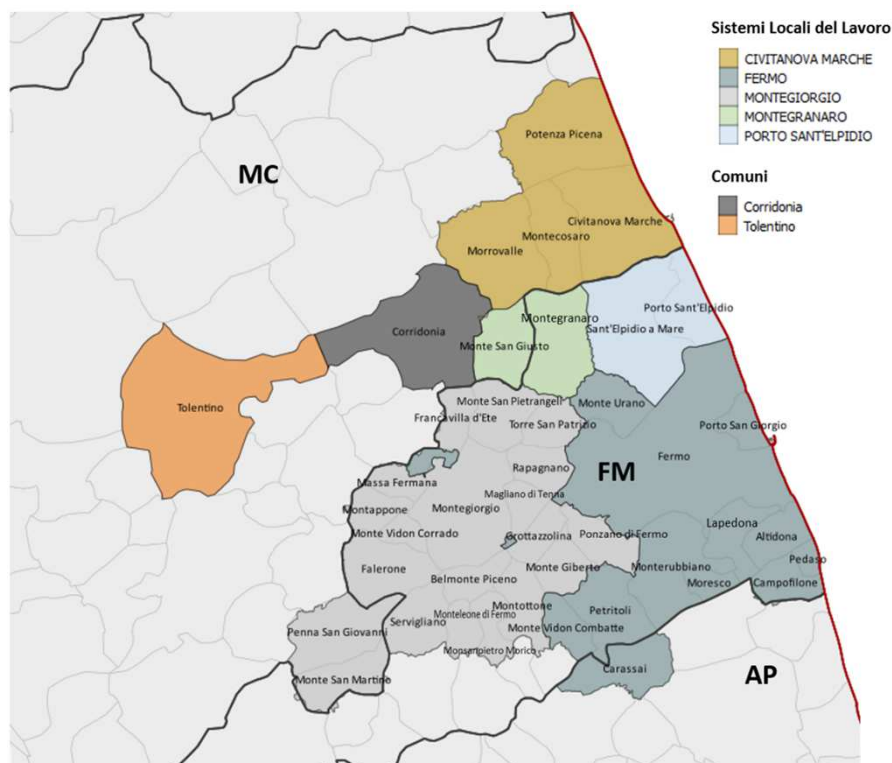 Sistemi Locali del Lavoro
CIVITANOVA MARCHE
FERMO
MONTEGIORGIO
MONTEGRANARO
PORTO SANT'ELPIDIO
Comuni
Corridonia
Tolentino
MC
Potenza Picena
Civitanova Marche
Montecosaro
Morrovalle
Porto Sant'Elpidio
Montegranaro
Sant'Elpidio a Mare
Corridonia
Monte San Giusto
Tolentino
Monte San Pietrangeli
Monte Urano
Francavilla d'Ete
Torre San Patrizio
Porto San Giorgio
Fermo
FM
Rapagnano
Massa Fermana
Magliano di Tenna
Montappone
Montegiorgio
Lapedona
Monte Vidon Corrado
Grottazzolina
Ponzano di Fermo
Altidona
Pedaso
Falerone
Monte Giberto
Monterubbiano
Belmonte Piceno
Moresco
Campofilone
Montottone
Petritoli
Monteleone di Fermo
Servigliano
Monte Vidon Combatte
Penna San Giovanni
Monsampietro Morico
Carassai
Monte San Martino
AP